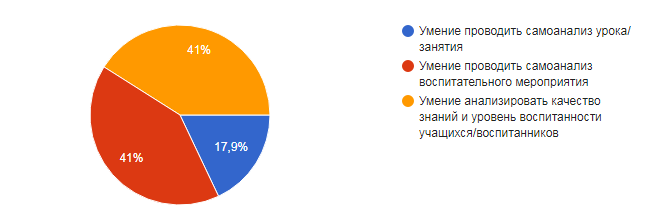 41%
41%
17,9%
Умение проводить самоанализ урока/
занятия
Умение проводить самоанализ
воспитательного мероприятия
Умение анализировать качество
знаний и уровень воспитанности
учащихся/воспитанников